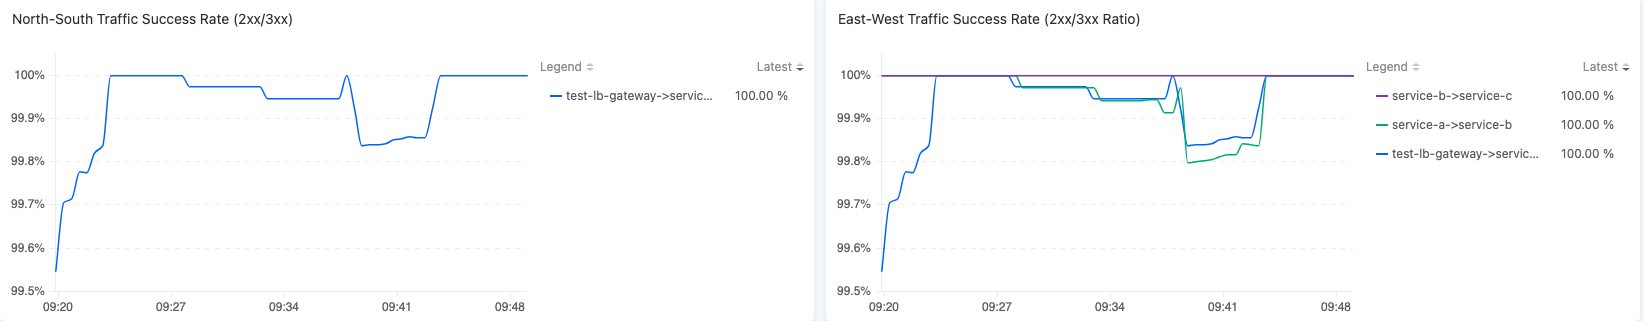 North-South Traffic Success Rate (2xx/3xx)
Legend Latest
100%
99.9%
99.8%
99.7%
99.6%
99.5%
09:20 09:27 09:34 09:41 09:48
test-lb-gateway->servic... 100.00 %
East-West Traffic Success Rate (2xx/3xx Ratio)
Legend Latest
100%
99.9%
99.8%
99.7%
99.6%
99.5%
09:20 09:27 09:34 09:41 09:48
service-b->service-c 100.00 %
service-a->service-b 100.00 %
test-lb-gateway->servic... 100.00 %